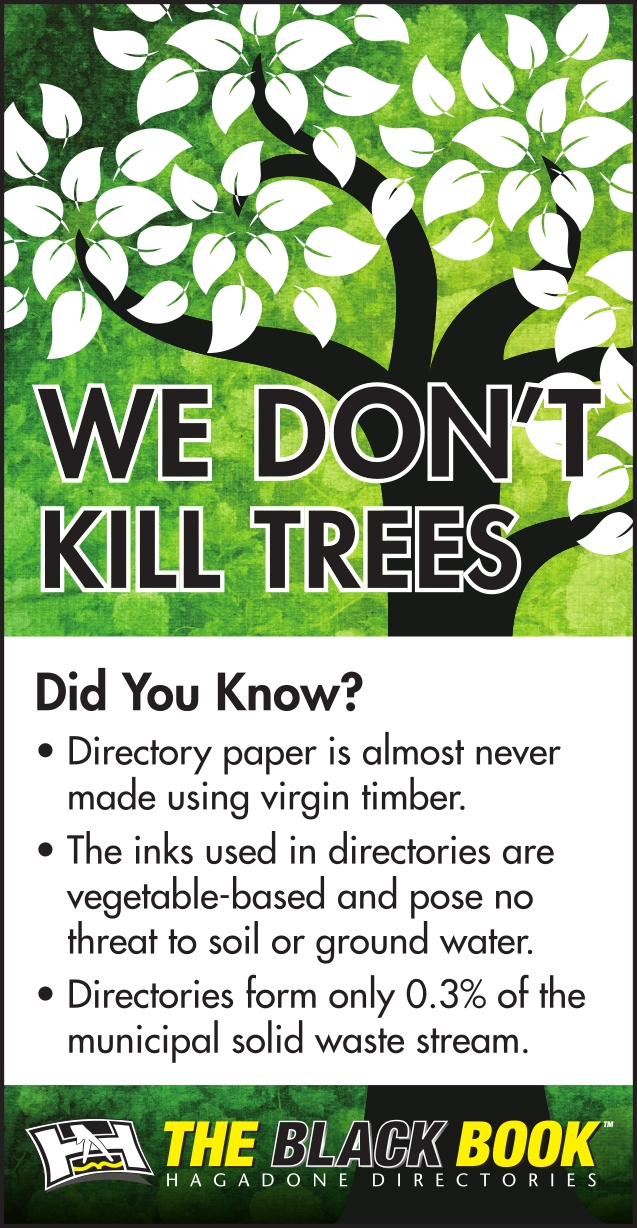 WE DON'T
KILL TREES
Did You Know?
• Directory paper is almost never
made using virgin timber.
• The inks used in directories are
vegetable-based and pose no
threat to soil or ground water.
• Directories form only 0.3% of the
municipal solid waste stream.
HAH
THE BLACK BOOK™
HAGADONE DIRECTORIES